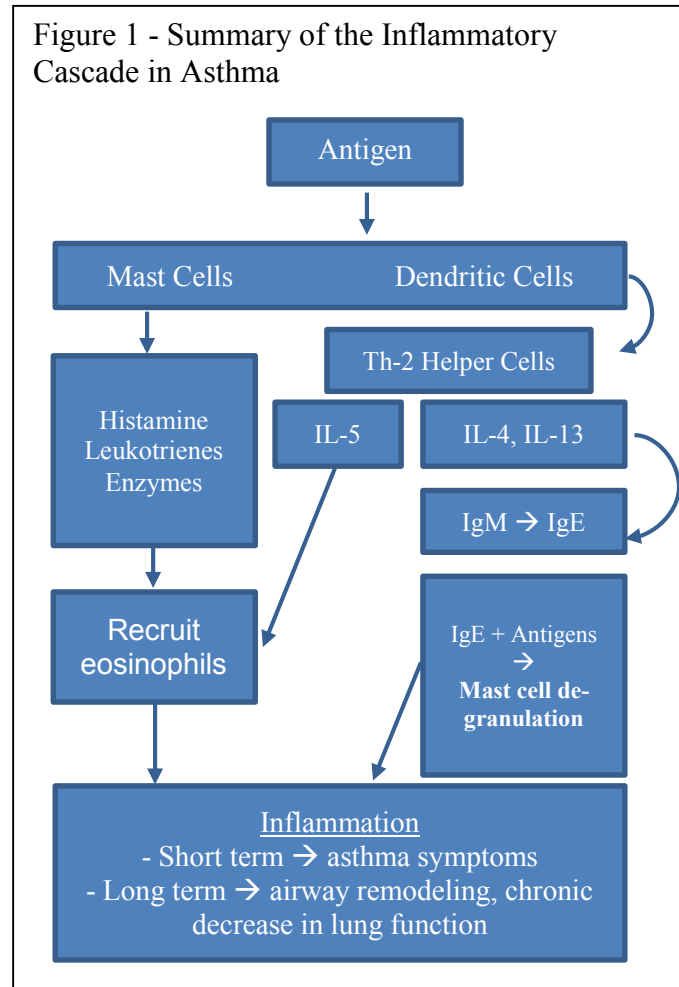 Figure 1 - Summary of the Inflammatory
Cascade in Asthma
Antigen
Mast Cells Dendritic Cells
Th-2 Helper Cells
Histamine
Leukotrienes
Enzymes
IL-5
IL-4, IL-13
IgM → IgE
Recruit
eosinophils
IgE + Antigens
→
Mast cell de-
granulation
Inflammation
- Short term → asthma symptoms
- Long term → airway remodeling, chronic
decrease in lung function